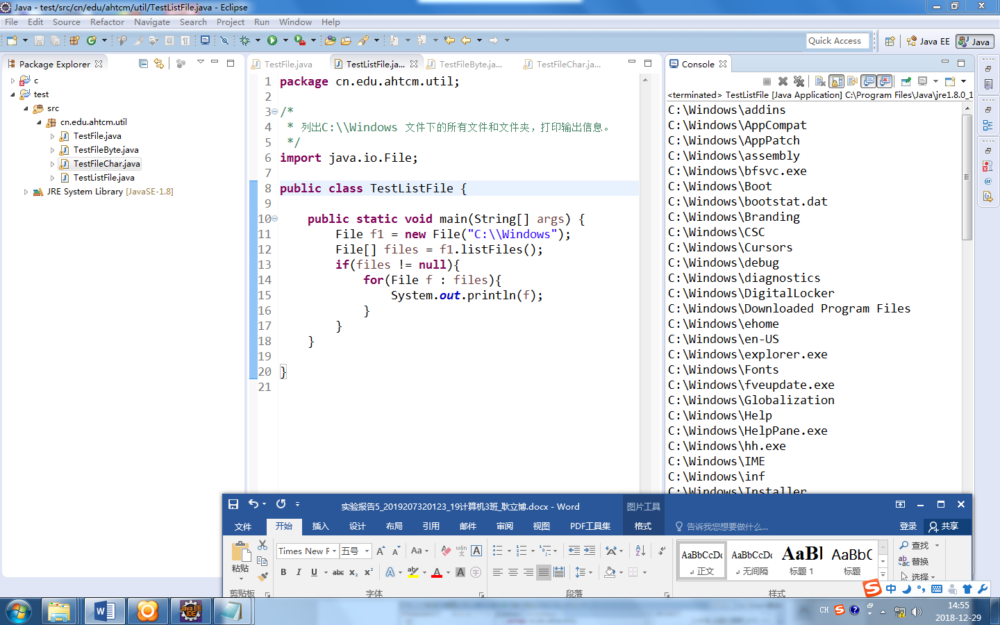 Java - test/src/cn/edu/ahtcm/util/TestListFile.java - Eclipse
File Edit Source Refactor Navigate Search Project Run Window Help
Quick Access Java EE Java
Package Explorer
c
test
src
cn.edu.ahtcm.util
TestFile.java
TestFileByte.java
TestFileChar.java
TestListFile.java
JRE System Library [JavaSE-1.8]
TestFile.java TestListFile.ja... TestFileByte.ja... TestFileChar.ja...
1 package cn.edu.ahtcm.util;
2
3 /*
4 * 列出C:\\Windows 文件下的所有文件和文件夹，打印输出信息。
5 */
6 import java.io.File;
7
8 public class TestListFile {
9
10 public static void main(String[] args) {
11 File f1 = new File("C:\\Windows");
12 File[] files = f1.listFiles();
13 if(files != null){
14 for(File f : files){
15 System.out.println(f);
16 }
17 }
18 }
19
20 }
21
Console
<terminated> TestListFile [Java Application] C:\Program Files\Java\jre1.8.0_1
C:\Windows\addins
C:\Windows\AppCompat
C:\Windows\AppPatch
C:\Windows\assembly
C:\Windows\bfsvc.exe
C:\Windows\Boot
C:\Windows\bootstat.dat
C:\Windows\Branding
C:\Windows\CSC
C:\Windows\Cursors
C:\Windows\debug
C:\Windows\diagnostics
C:\Windows\DigitalLocker
C:\Windows\Downloaded Program Files
C:\Windows\ehome
C:\Windows\en-US
C:\Windows\explorer.exe
C:\Windows\Fonts
C:\Windows\fveupdate.exe
C:\Windows\Globalization
C:\Windows\Help
C:\Windows\HelpPane.exe
C:\Windows\hh.exe
C:\Windows\IME
C:\Windows\inf
C:\Windows\Installer
实验报告5_2019207320123_19计算机3班_耿立博.docx - Word 图片工具
文件 开始 插入 设计 布局 引用 邮件 审阅 视图 PDF工具集 格式 告诉我您想要做什么... 登录 共享
粘贴
Times New R 五号 Aa wén 文 A
B I U abc x₂ x² A aby A A 字
AaBbCcDc AaBbCcDc AaBl AaBbC
正文 无间隔 标题 1 标题
查找
替换
选择
剪贴板 字体 段落 样式
中
Java EE IDE
CH
14:55
2018-12-29